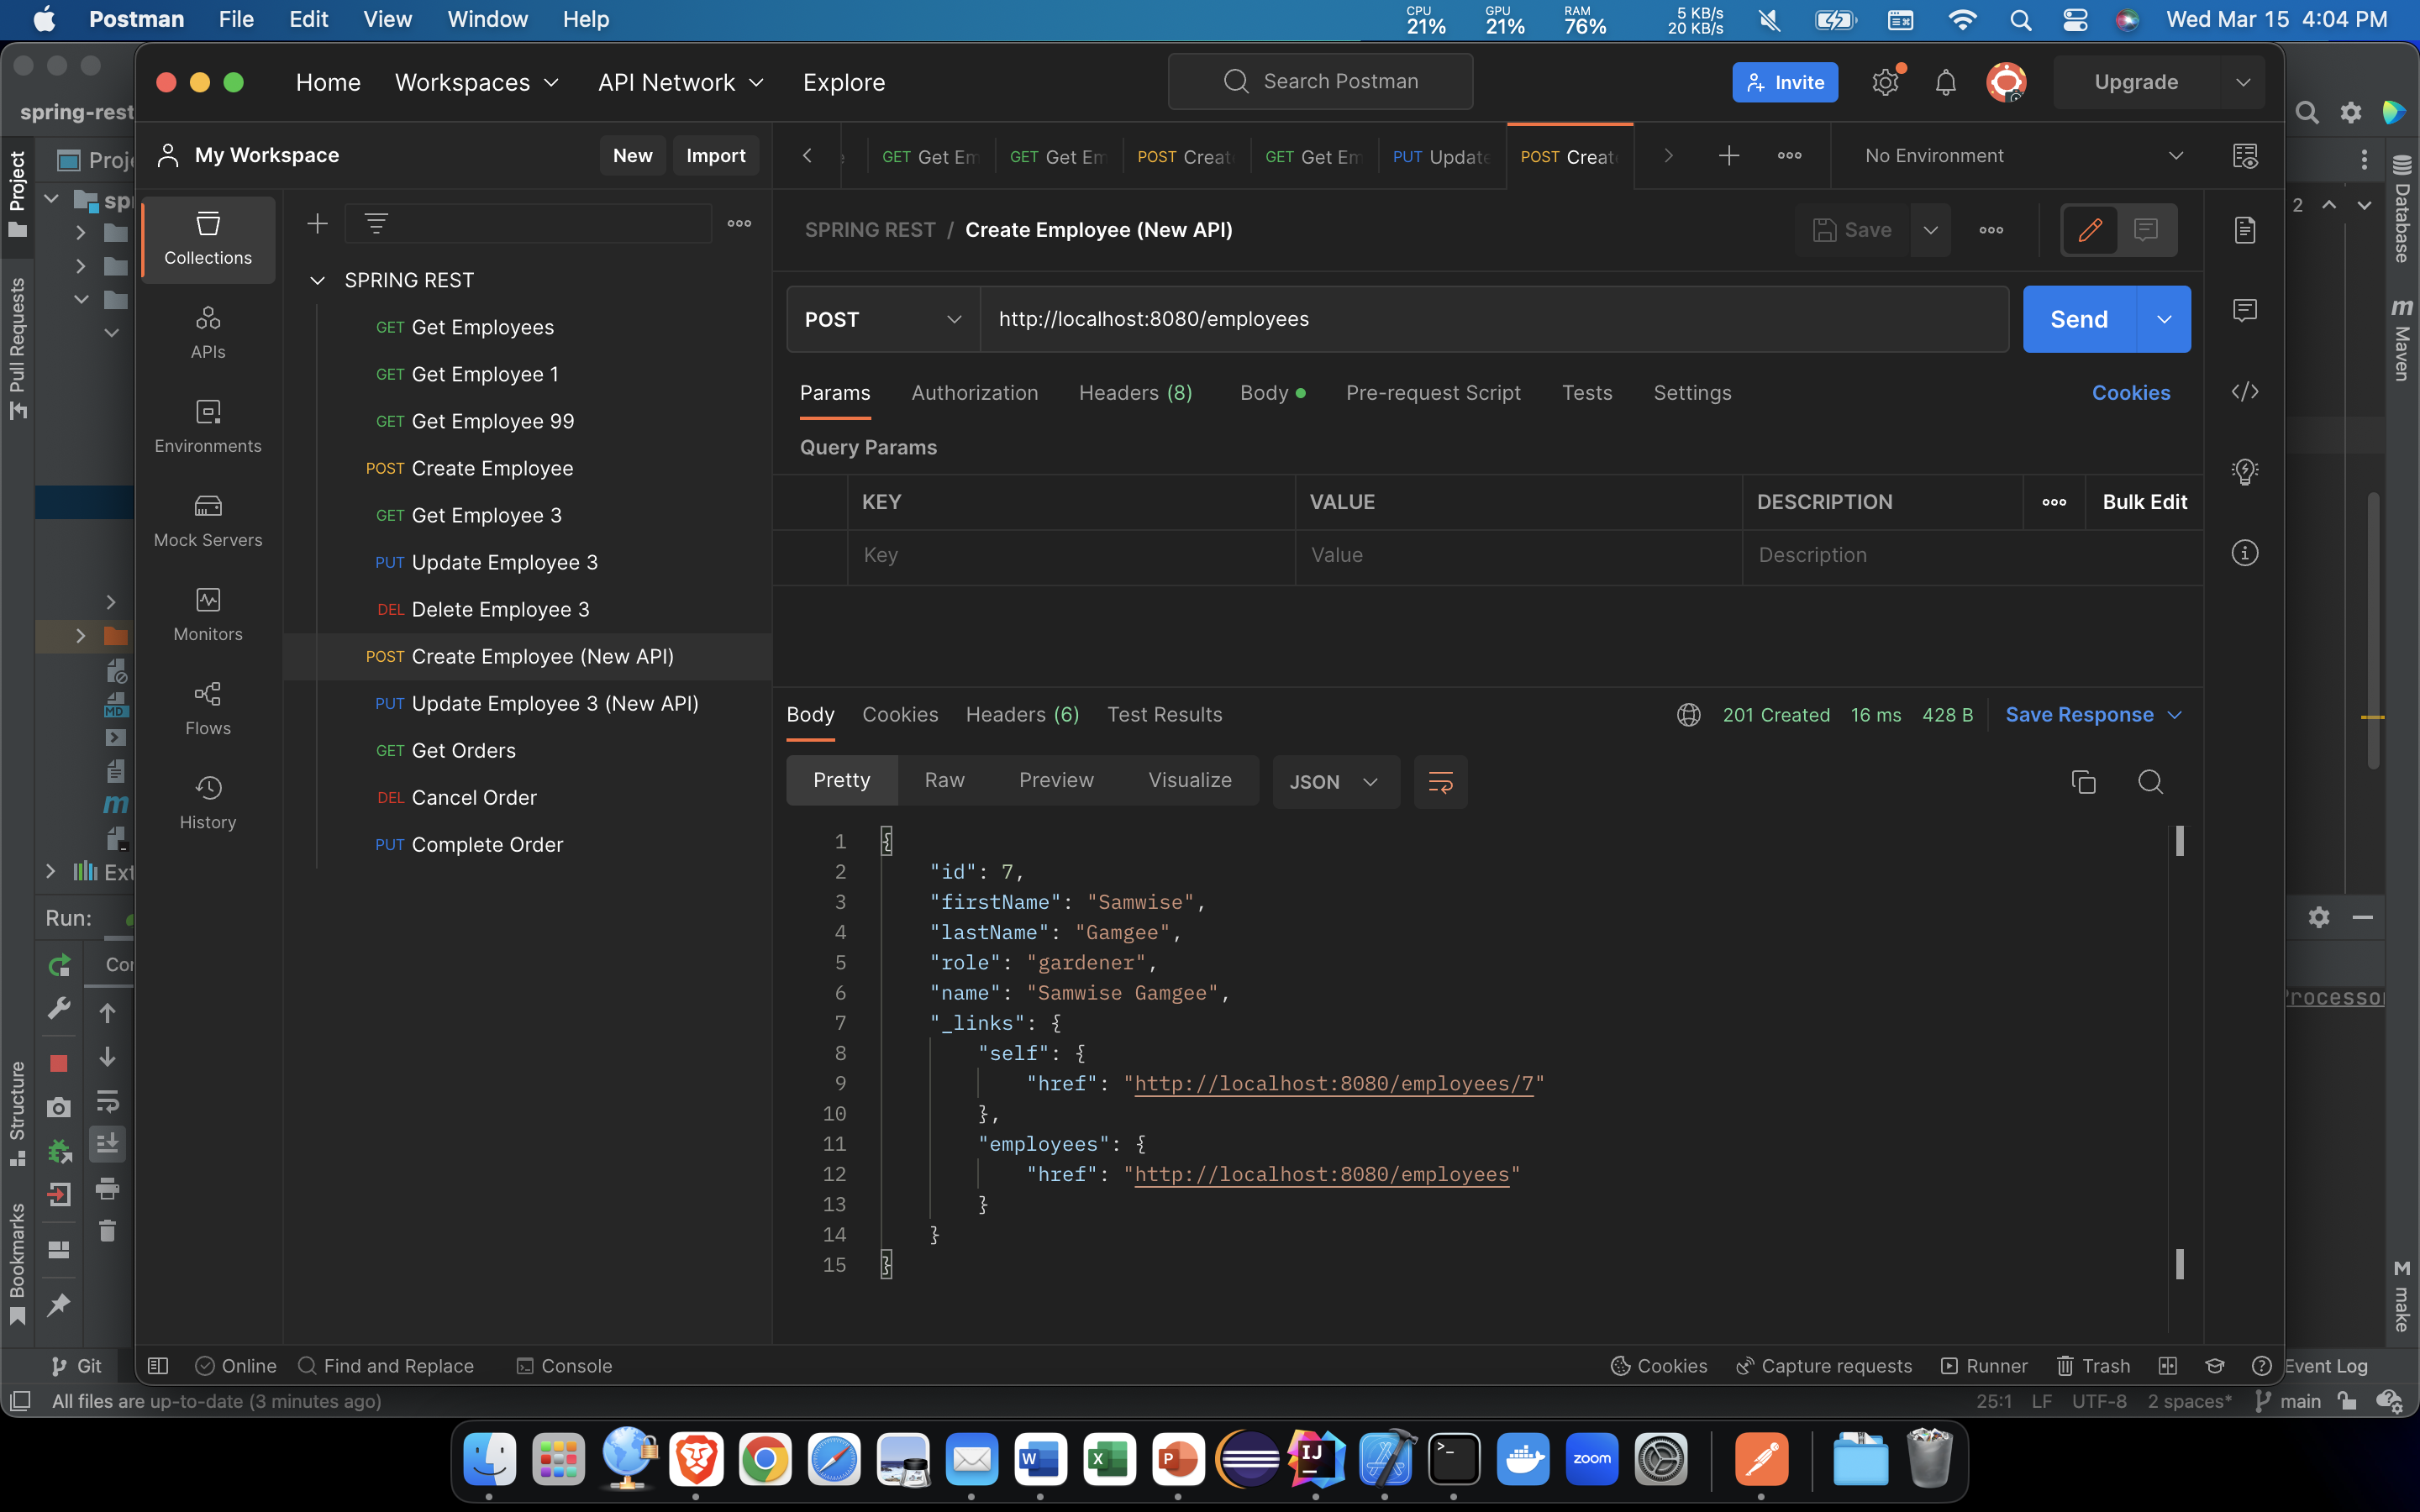 Postman File Edit View Window Help CPU 21% GPU 21% RAM 76% 5 KB/s 20 KB/s Wed Mar 15 4:04 PM
Home Workspaces API Network Explore Search Postman Invite Upgrade
spring-rest
My Workspace New Import GET Get Em GET Get Em POST Creat GET Get Em PUT Updat POST Creat No Environment
Project
Pull Requests
Collections
APIs
Environments
Mock Servers
Monitors
Flows
History
SPRING REST
GET Get Employees
GET Get Employee 1
GET Get Employee 99
POST Create Employee
GET Get Employee 3
PUT Update Employee 3
DEL Delete Employee 3
POST Create Employee (New API)
PUT Update Employee 3 (New API)
GET Get Orders
DEL Cancel Order
PUT Complete Order
SPRING REST / Create Employee (New API) Save
POST http://localhost:8080/employees Send
Params Authorization Headers (8) Body Pre-request Script Tests Settings Cookies
Query Params
KEY VALUE DESCRIPTION Bulk Edit
Key Value Description
Body Cookies Headers (6) Test Results 201 Created 16 ms 428 B Save Response
Pretty Raw Preview Visualize JSON
1 {
2 "id": 7,
3 "firstName": "Samwise",
4 "lastName": "Gamgee",
5 "role": "gardener",
6 "name": "Samwise Gamgee",
7 "_links": {
8 "self": {
9 "href": "http://localhost:8080/employees/7"
10 },
11 "employees": {
12 "href": "http://localhost:8080/employees"
13 }
14 }
15 }
2
Database
m Maven
MD
m
Ext
Run:
Structure
Bookmarks
M make
Git Online Find and Replace Console Cookies Capture requests Runner Trash Event Log
All files are up-to-date (3 minutes ago) 25:1 LF UTF-8 2 spaces* main
W X P IJ zoom